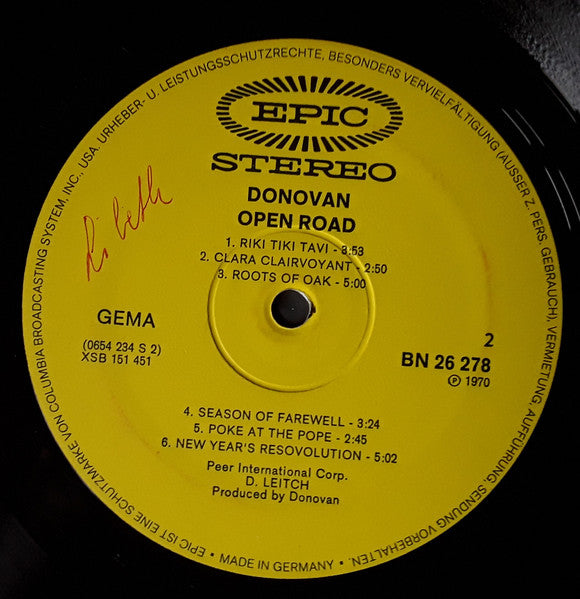 EPIC
STEREO
DONOVAN
OPEN ROAD
1. RIKI TIKI TAVI - 3:53
2. CLARA CLAIRVOYANT - 2:50
3. ROOTS OF OAK - 5:00
GEMA
(0654 234 S 2)
XSB 151 451
2
BN 26 278
Ⓟ 1970
4. SEASON OF FAREWELL - 3:24
5. POKE AT THE POPE - 2:45
6. NEW YEAR'S RESOVOLUTION - 5:02
Peer International Corp.
D. LEITCH
Produced by Donovan
EPIC IST EINE SCHUTZMARKE VON COLUMBIA BROADCASTING SYSTEM, INC., USA. URHEBER- U. LEISTUNGSSCHUTZRECHTE, BESONDERS VERVIELFÄLTIGUNG (AUSSER Z. PERS. GEBRAUCH), VERMIETUNG, AUFFÜHRUNG, SENDUNG VORBEHALTEN. • MADE IN GERMANY •